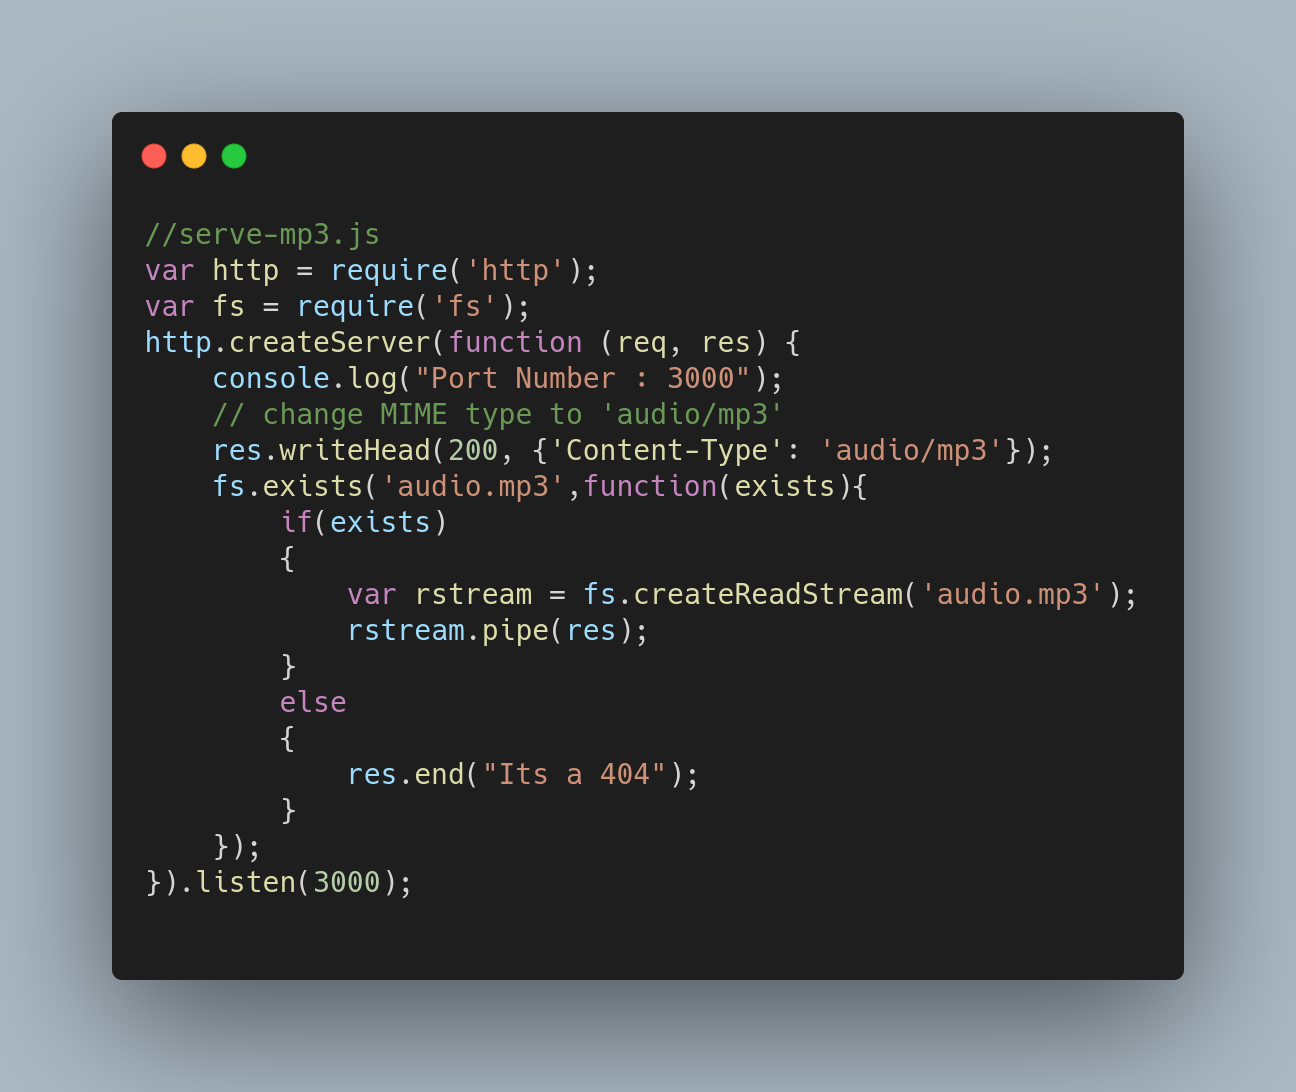 //serve-mp3.js
var http = require('http');
var fs = require('fs');
http.createServer(function (req, res) {
    console.log("Port Number : 3000");
    // change MIME type to 'audio/mp3'
    res.writeHead(200, {'Content-Type': 'audio/mp3'});
    fs.exists('audio.mp3',function(exists){
        if(exists)
        {
            var rstream = fs.createReadStream('audio.mp3');
            rstream.pipe(res);
        }
        else
        {
            res.end("Its a 404");
        }
    });
}).listen(3000);